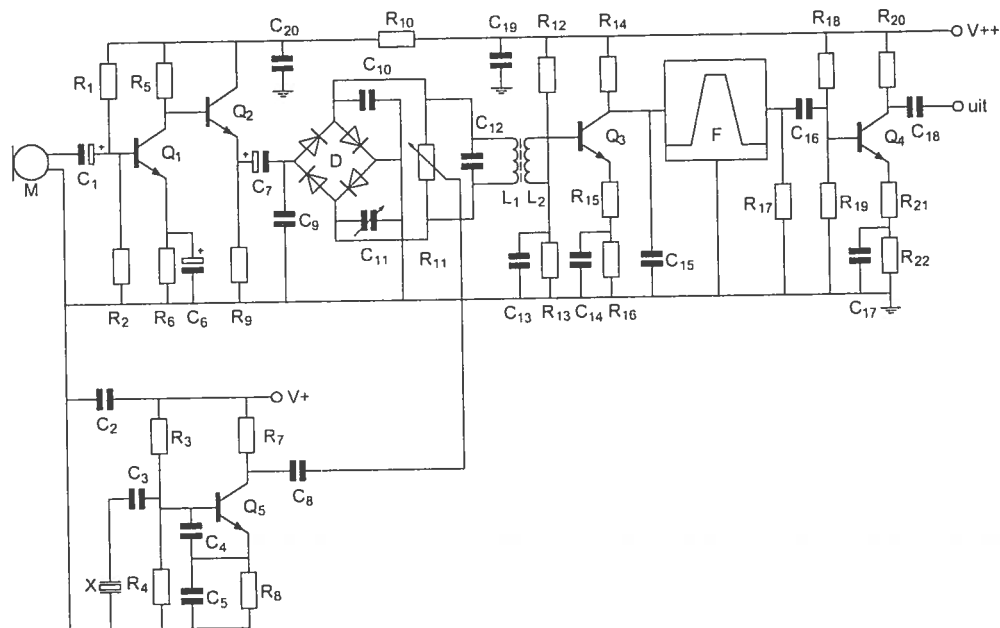 R10
C20
C19
R12
R14
R18
R20
V++
R1
R5
C10
Q2
C12
Q3
F
C16
Q4
C18
uit
M
C1
Q1
C7
D
L1
L2
R15
R17
R19
R21
C9
C11
R11
C15
R22
R2
R6
C6
R9
C13
R13
C14
R16
C17
C2
V+
R3
R7
C3
Q5
C8
C4
X
R4
C5
R8
+
+
+